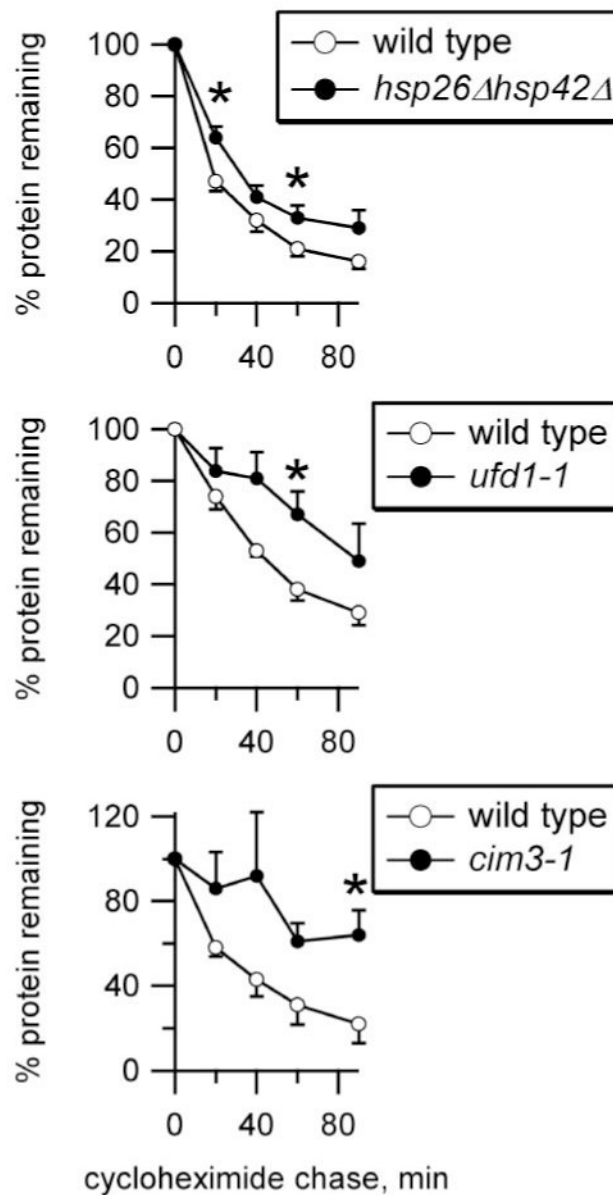 % protein remaining
100
80
60
40
20
0
*
*
wild type
hsp26Δhsp42Δ
0
40
80
% protein remaining
100
80
60
40
20
0
*
wild type
ufd1-1
0
40
80
% protein remaining
120
80
40
0
*
wild type
cim3-1
0
40
80
cycloheximide chase, min